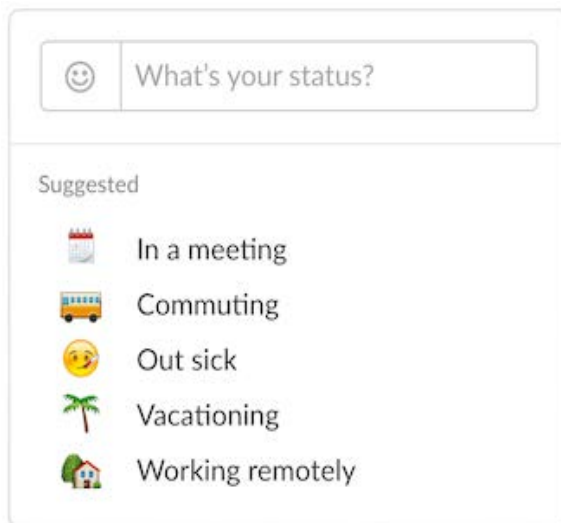 What's your status?
Suggested
In a meeting
Commuting
Out sick
Vacationing
Working remotely